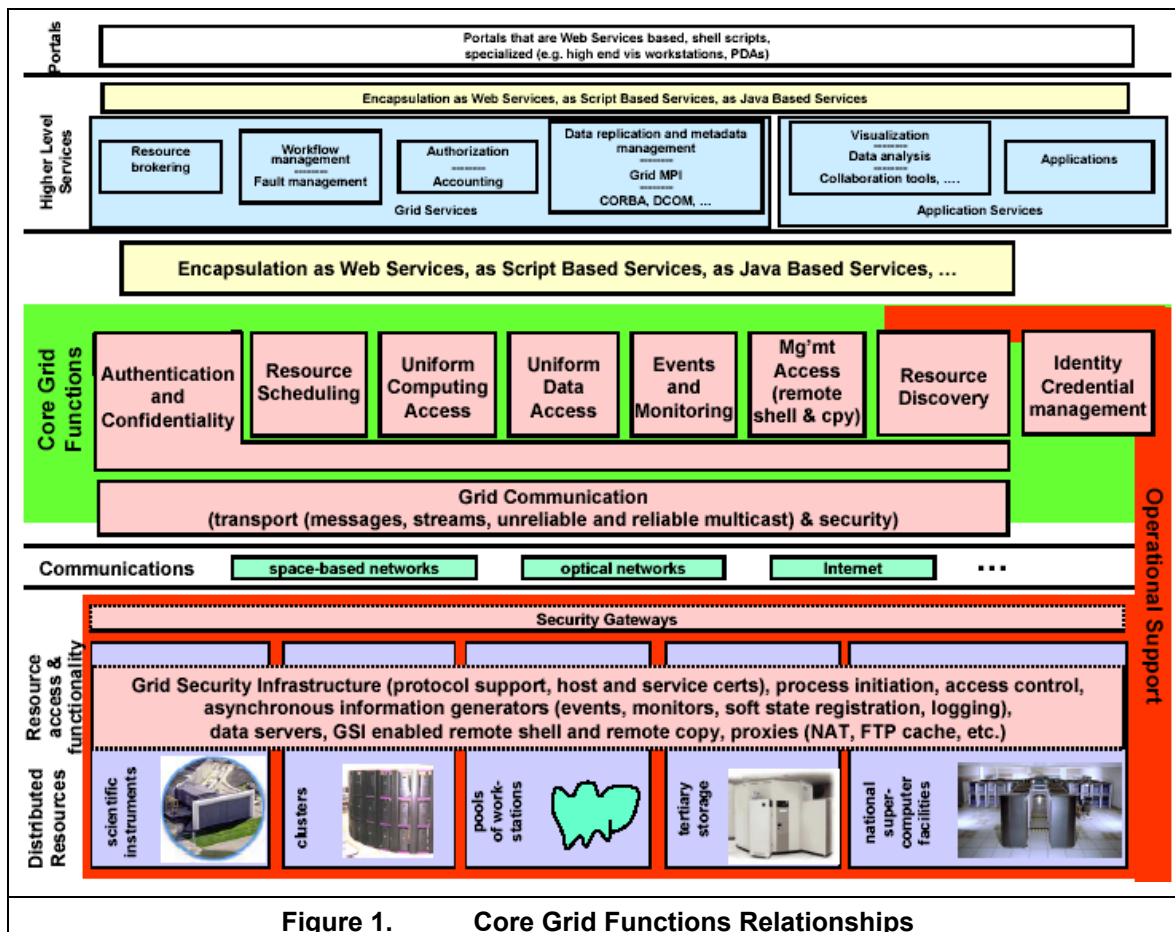 Portals
Portals that are Web Services based, shell scripts,
specialized (e.g. high end vis workstations, PDAs)
Higher Level
Services
Encapsulation as Web Services, as Script Based Services, as Java Based Services
Resource
brokering
Workflow
management
--------
Fault management
Authorization
--------
Accounting
Data replication and metadata
management
--------
Grid MPI
--------
CORBA, DCOM, ...
Grid Services
Visualization
--------
Data analysis
--------
Collaboration tools, ....
Applications
Application Services
Encapsulation as Web Services, as Script Based Services, as Java Based Services, ...
Core Grid
Functions
Authentication
and
Confidentiality
Resource
Scheduling
Uniform
Computing
Access
Uniform
Data
Access
Events
and
Monitoring
Mg'mt
Access
(remote
shell & cpy)
Resource
Discovery
Identity
Credential
management
Grid Communication
(transport (messages, streams, unreliable and reliable multicast) & security)
Operational Support
Communications
space-based networks
optical networks
Internet
...
Resource
access &
functionality
Security Gateways
Grid Security Infrastructure (protocol support, host and service certs), process initiation, access control,
asynchronous information generators (events, monitors, soft state registration, logging),
data servers, GSI enabled remote shell and remote copy, proxies (NAT, FTP cache, etc.)
Distributed
Resources
scientific
instruments
clusters
pools
of work-
stations
tertiary
storage
national
super-
computer
facilities
Figure 1. Core Grid Functions Relationships